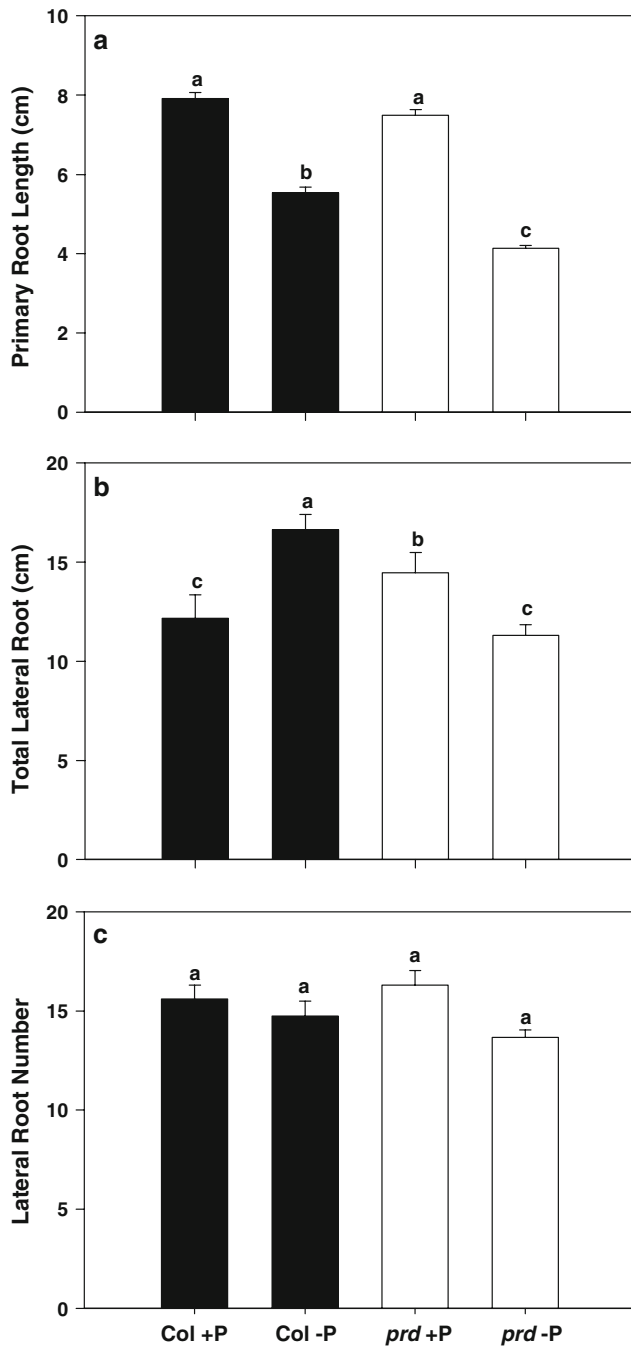 a
Primary Root Length (cm)
10
8
6
4
2
0
a
b
a
c
b
Total Lateral Root (cm)
20
15
10
5
0
c
a
b
c
c
Lateral Root Number
20
15
10
5
0
a
a
a
a
Col +P
Col -P
prd +P
prd -P